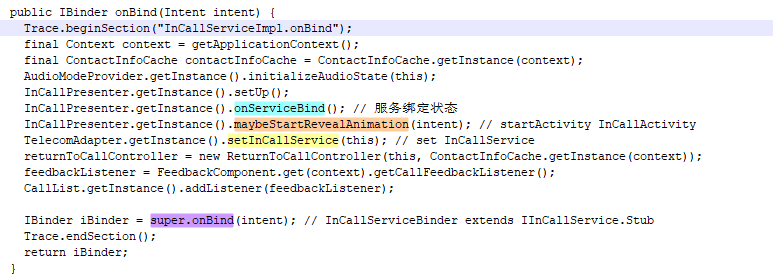 public IBinder onBind(Intent intent) {
Trace.beginSection("InCallServiceImpl.onBind");
final Context context = getApplicationContext();
final ContactInfoCache contactInfoCache = ContactInfoCache.getInstance(context);
AudioModeProvider.getInstance().initializeAudioState(this);
InCallPresenter.getInstance().setUp();
InCallPresenter.getInstance().onServiceBind(); // 服务绑定状态
InCallPresenter.getInstance().maybeStartRevealAnimation(intent); // startActivity InCallActivity
TelecomAdapter.getInstance().setInCallService(this); // set InCallService
returnToCallController = new ReturnToCallController(this, ContactInfoCache.getInstance(context));
feedbackListener = FeedbackComponent.get(context).getCallFeedbackListener();
CallList.getInstance().addListener(feedbackListener);
IBinder iBinder = super.onBind(intent); // InCallServiceBinder extends IInCallService.Stub
Trace.endSection();
return iBinder;
}